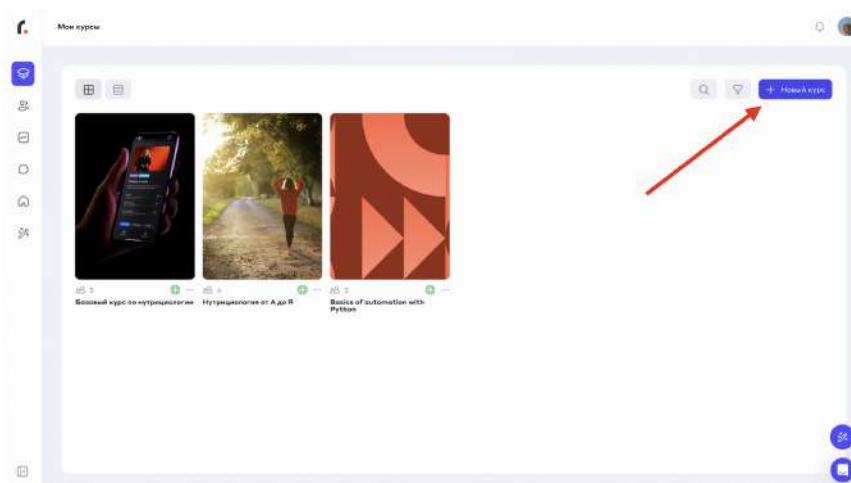 Мои курсы
+ Новый курс
Базовый курс по нутрициологии
Нутрициология от А до Я
Basics of automation with
Python